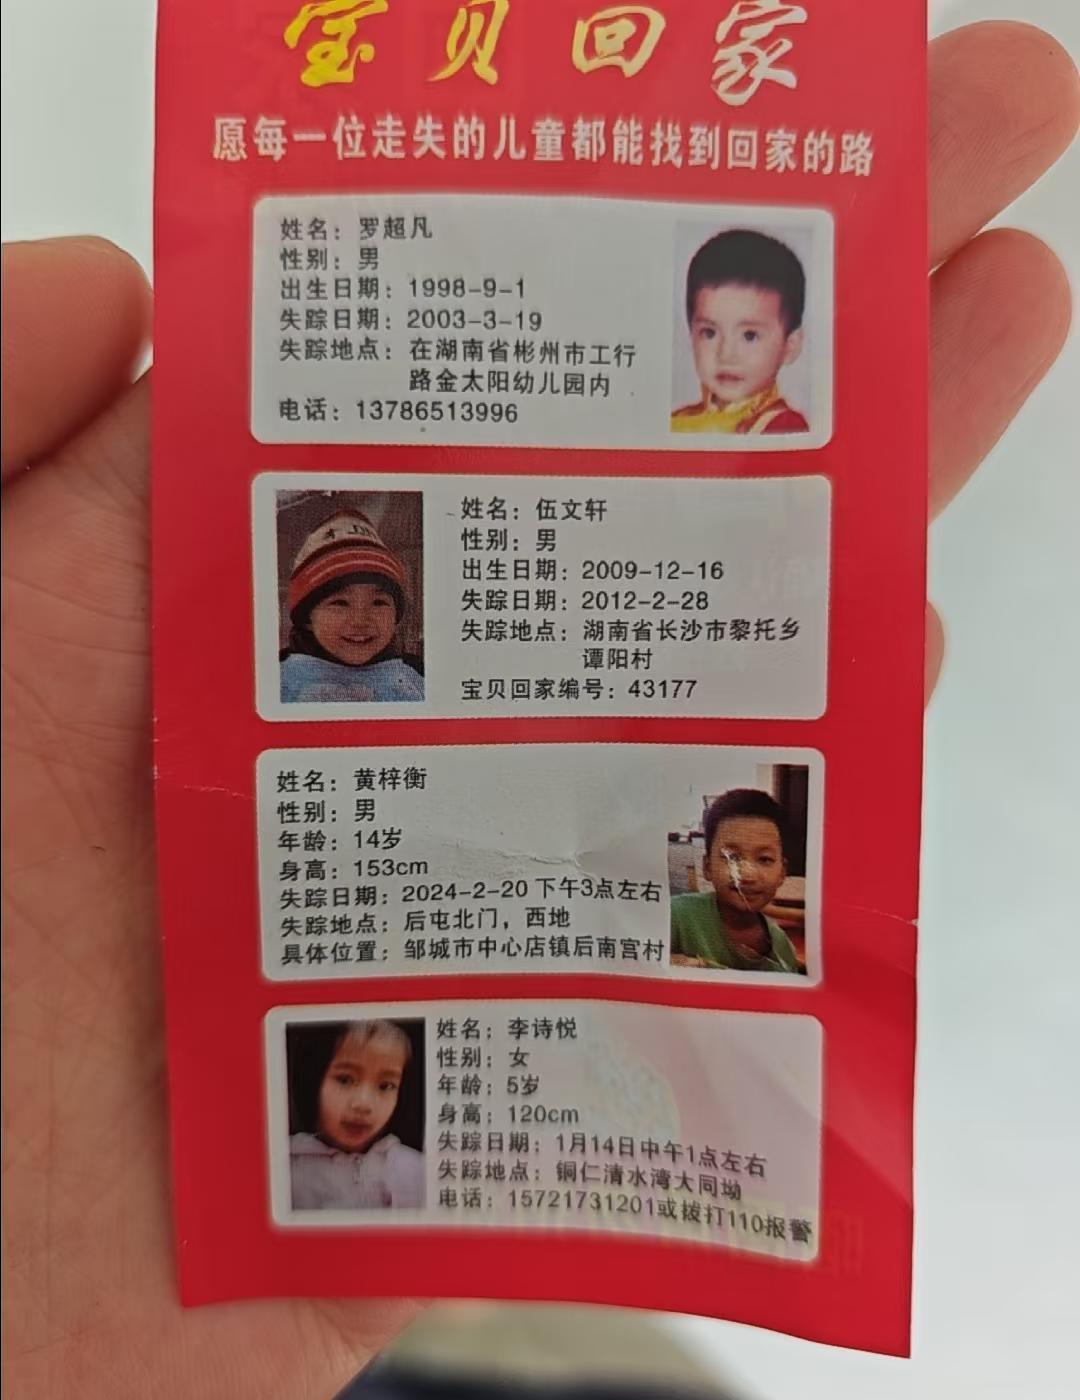 宝贝回家
愿每一位走失的儿童都能找到回家的路
姓名：罗超凡
性别：男
出生日期：1998-9-1
失踪日期：2003-3-19
失踪地点：在湖南省彬州市工行
路金太阳幼儿园内
电话：13786513996
姓名：伍文轩
性别：男
出生日期：2009-12-16
失踪日期：2012-2-28
失踪地点：湖南省长沙市黎托乡
谭阳村
宝贝回家编号：43177
姓名：黄梓衡
性别：男
年龄：14岁
身高：153cm
失踪日期：2024-2-20 下午3点左右
失踪地点：后屯北门，西地
具体位置：邹城市中心店镇后南宫村
姓名：李诗悦
性别：女
年龄：5岁
身高：120cm
失踪日期：1月14日中午1点左右
失踪地点：铜仁清水湾大同坳
电话：15721731201或拨打110报警